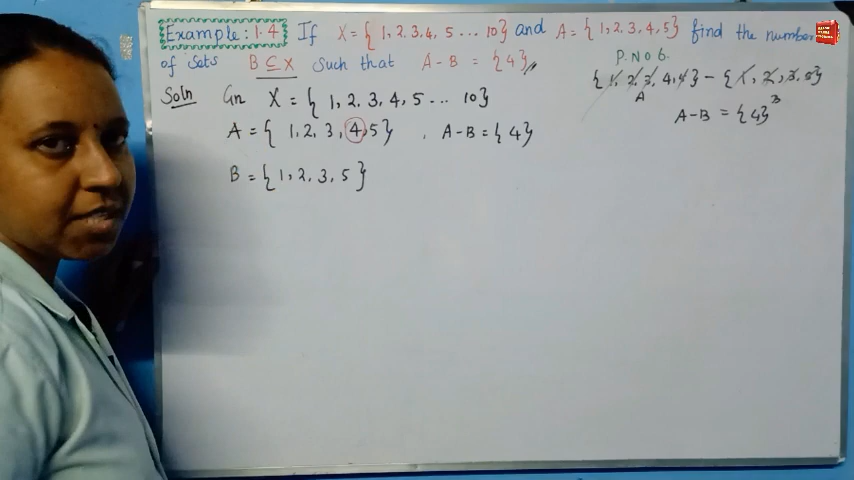 Example: 1.4 If X = { 1, 2, 3, 4, 5 ... 10 } and A = { 1, 2, 3, 4, 5 } find the number
of sets B ⊆ X such that A - B = { 4 }
P. NO 6.
{ 1, 2, 3, 4, 5 } - { 1, 2, 3, 5 }
A B
A - B = { 4 }
Soln Gn X = { 1, 2, 3, 4, 5 ... 10 }
A = { 1, 2, 3, 4, 5 } , A - B = { 4 }
B = { 1, 2, 3, 5 }